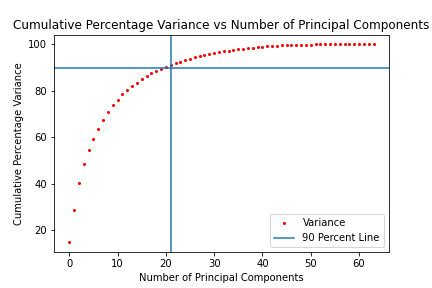 Cumulative Percentage Variance vs Number of Principal Components
100
80
60
40
20
Cumulative Percentage Variance
Variance
90 Percent Line
0 10 20 30 40 50 60
Number of Principal Components